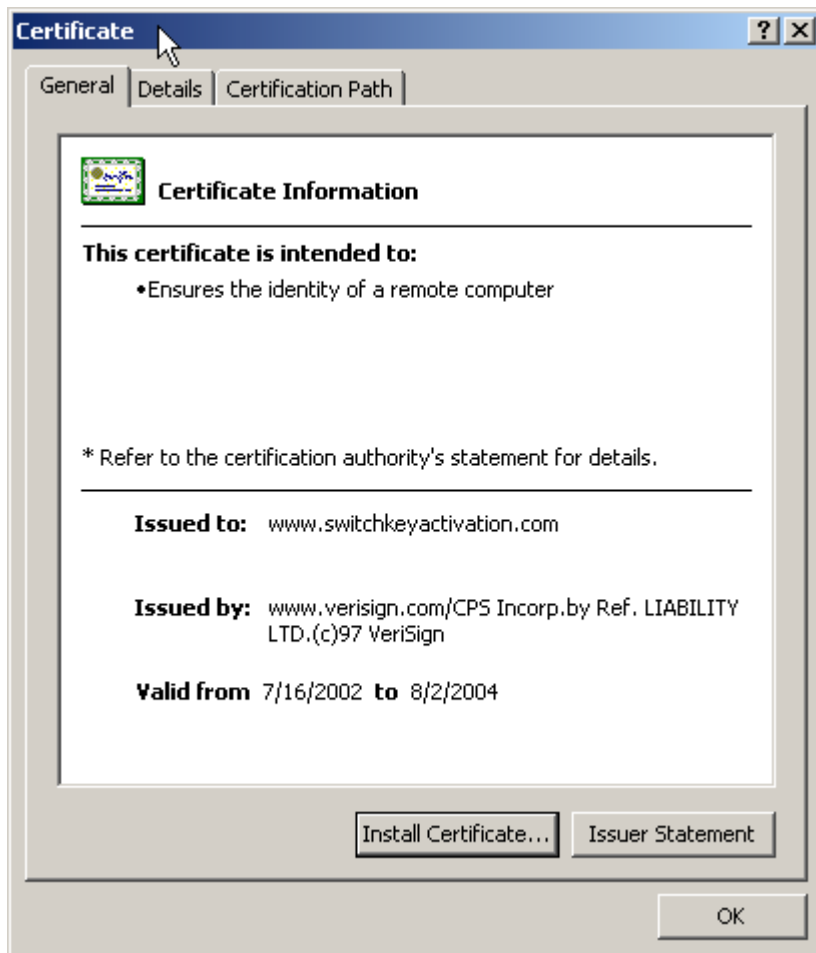 Certificate
General Details Certification Path
Certificate Information
This certificate is intended to:
•Ensures the identity of a remote computer
* Refer to the certification authority's statement for details.
Issued to: www.switchkeyactivation.com
Issued by: www.verisign.com/CPS Incorp.by Ref. LIABILITY
LTD.(c)97 VeriSign
Valid from 7/16/2002 to 8/2/2004
Install Certificate... Issuer Statement
OK